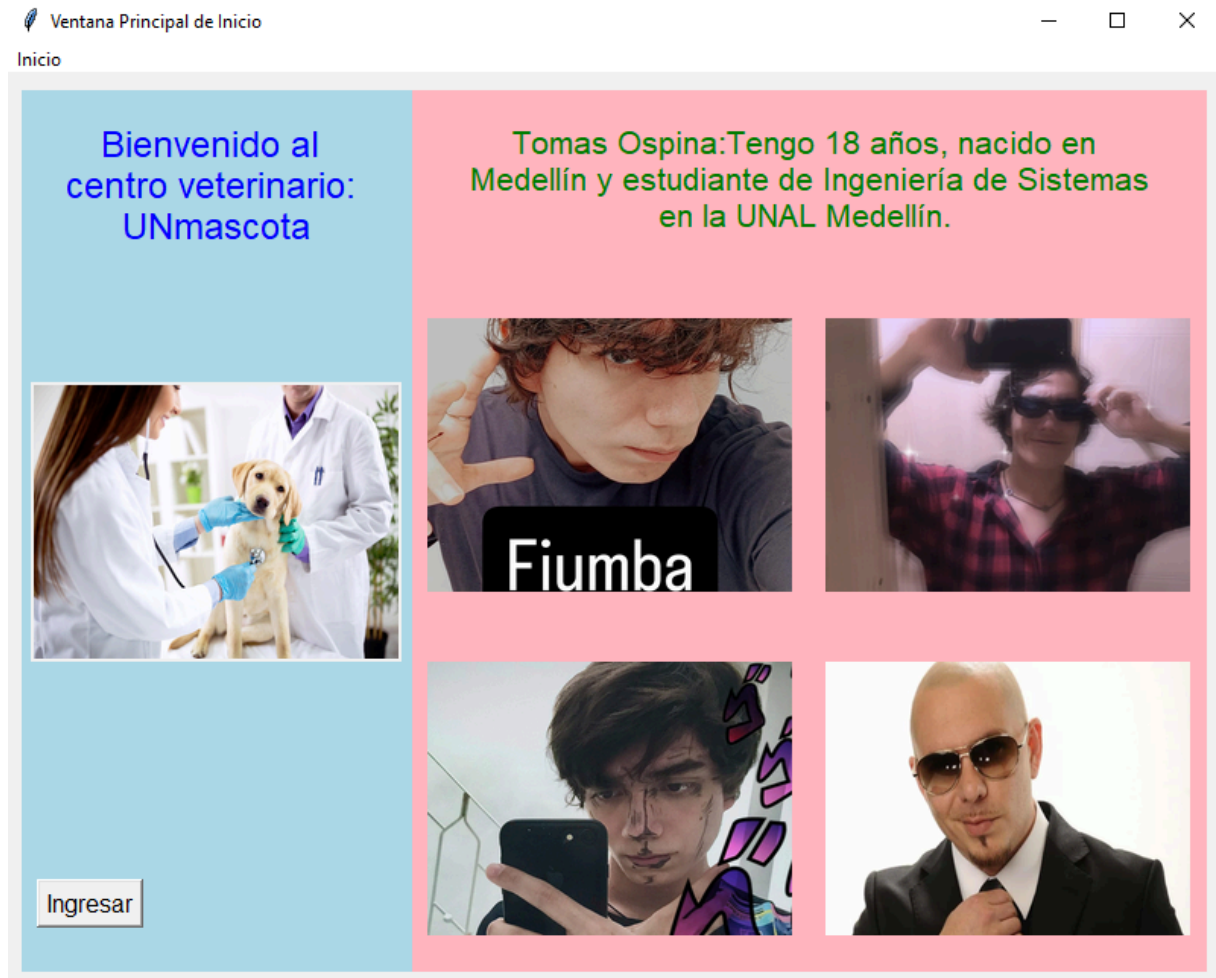 Ventana Principal de Inicio
Inicio
Bienvenido al
centro veterinario:
UNmascota
Tomas Ospina:Tengo 18 años, nacido en
Medellín y estudiante de Ingeniería de Sistemas
en la UNAL Medellín.
Fiumba
Ingresar